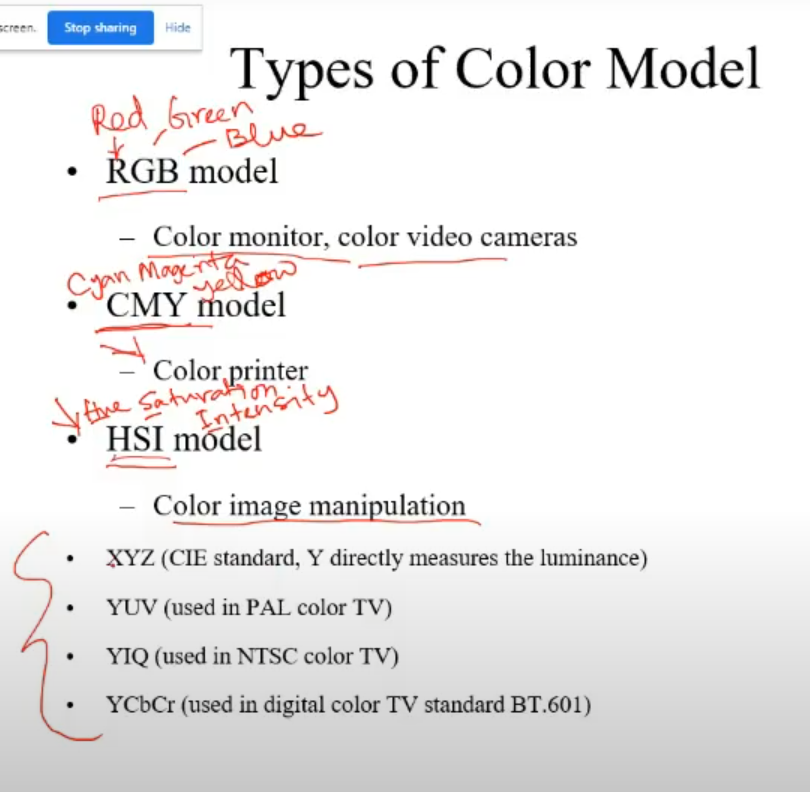 screen. Stop sharing Hide
Types of Color Model
Red, Green
Blue
• RGB model
– Color monitor, color video cameras
Cyan Magenta
yellow
• CMY model
– Color printer
Hue Saturation
Intensity
• HSI model
– Color image manipulation
• XYZ (CIE standard, Y directly measures the luminance)
• YUV (used in PAL color TV)
• YIQ (used in NTSC color TV)
• YCbCr (used in digital color TV standard BT.601)